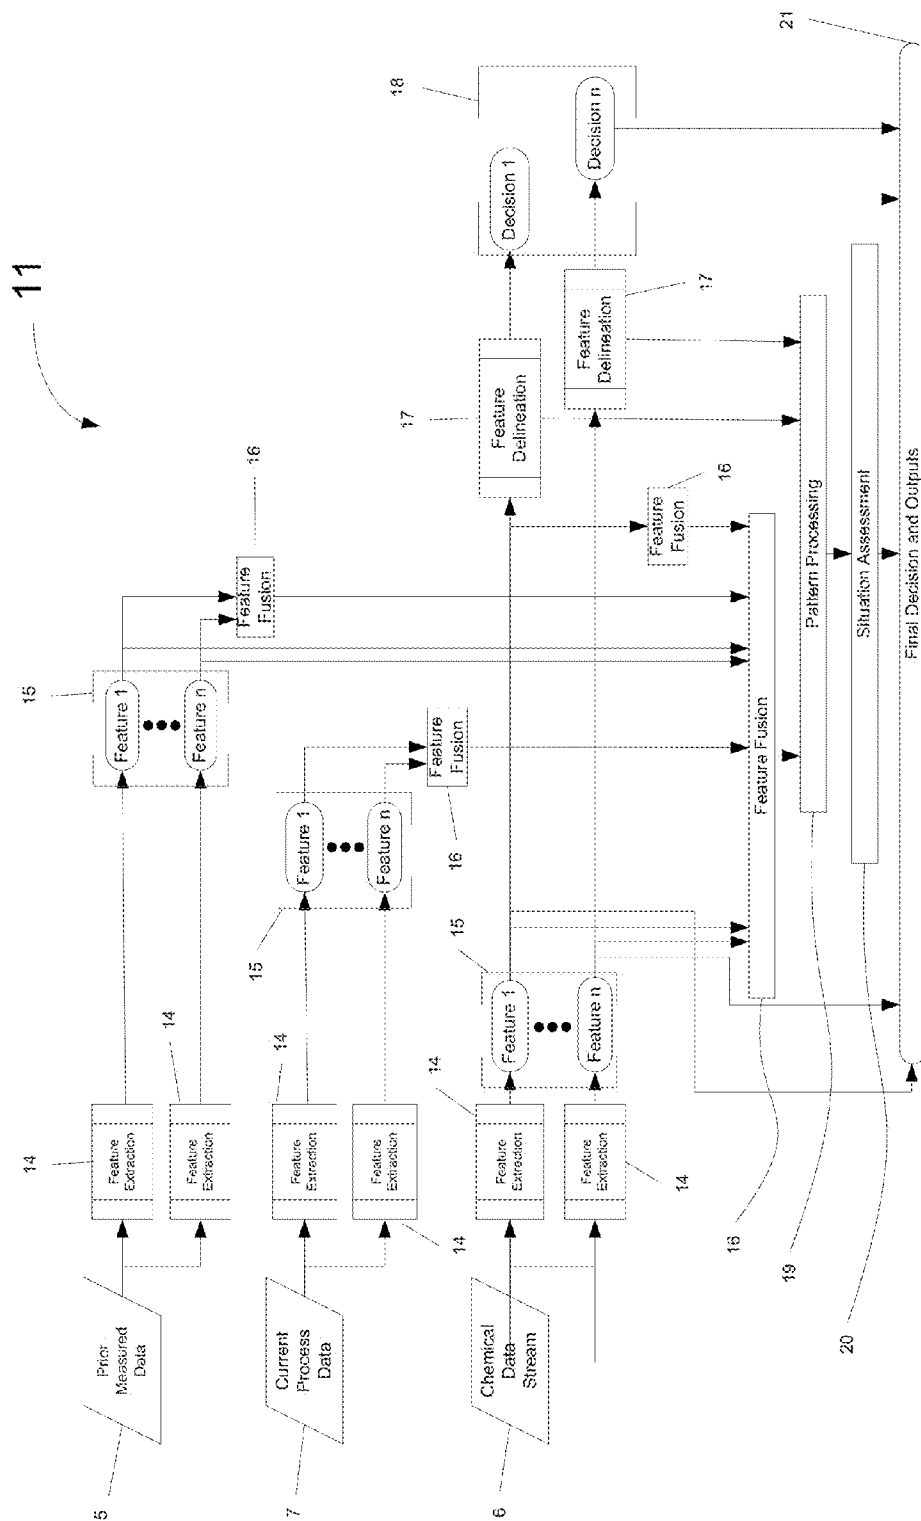 11
5
Prior
Measured
Data
14
Feature
Extraction
14
Feature
Extraction
15
Feature 1
Feature n
16
Feature
Fusion
7
Current
Process
Data
14
Feature
Extraction
14
Feature
Extraction
15
Feature 1
Feature n
16
Feature
Fusion
6
Chemical
Data
Stream
14
Feature
Extraction
14
Feature
Extraction
15
Feature 1
Feature n
17
Feature
Delineation
17
Feature
Delineation
18
Decision 1
Decision n
16
Feature
Fusion
16
Feature Fusion
19
Pattern Processing
20
Situation Assessment
21
Final Decision and Outputs